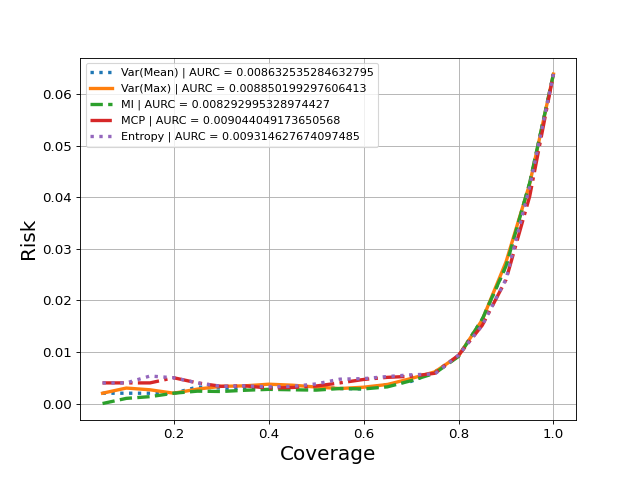 Var(Mean) | AURC = 0.008632535284632795
Var(Max) | AURC = 0.008850199297606413
MI | AURC = 0.008292995328974427
MCP | AURC = 0.009044049173650568
Entropy | AURC = 0.009314627674097485
0.06
0.05
0.04
0.03
0.02
0.01
0.00
Risk
0.2 0.4 0.6 0.8 1.0
Coverage